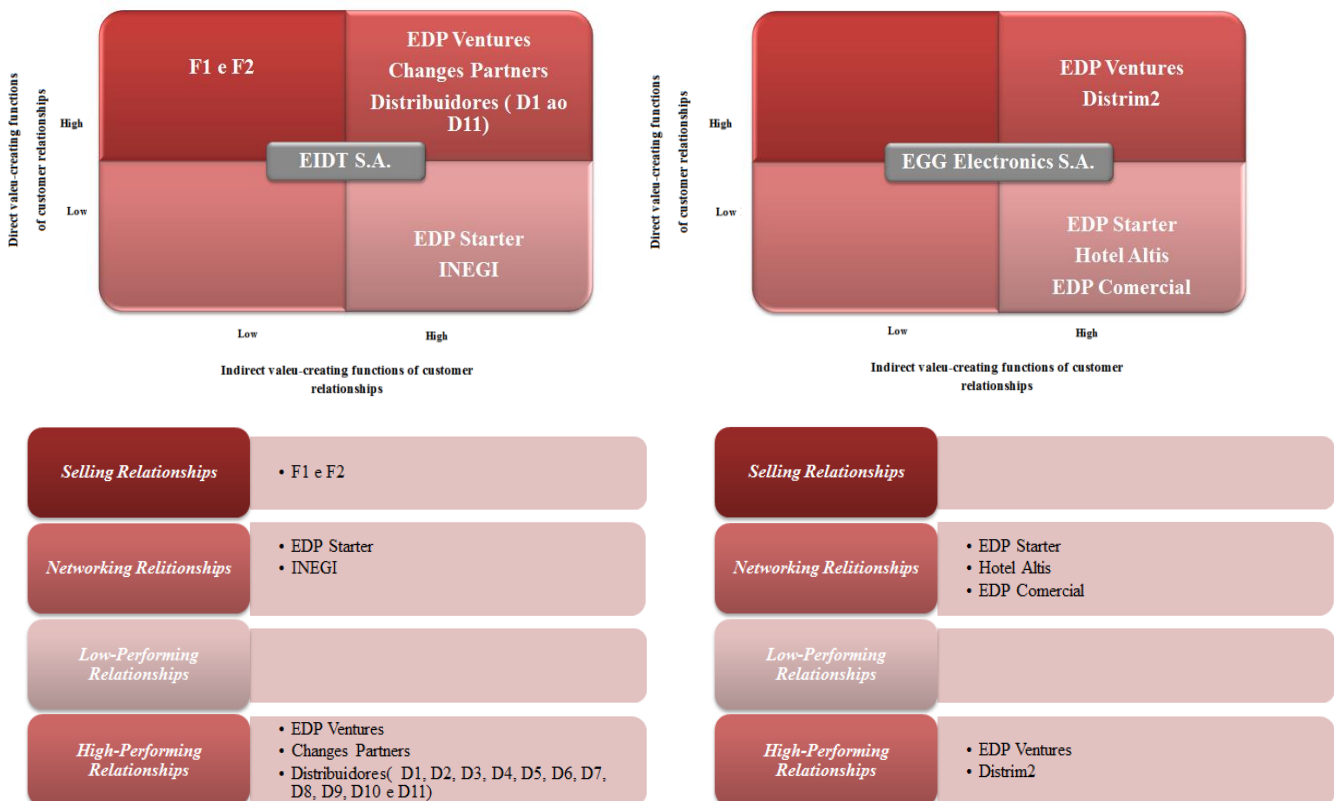 Direct valeu-creating functions
of customer relationships
High
Low
F1 e F2
EDP Ventures
Changes Partners
Distribuidores ( D1 ao
D11)
EIDT S.A.
EDP Starter
INEGI
Low
High
Indirect valeu-creating functions of customer
relationships
Direct valeu-creating functions
of customer relationships
High
Low
EDP Ventures
Distrim2
EGG Electronics S.A.
EDP Starter
Hotel Altis
EDP Comercial
Low
High
Indirect valeu-creating functions of customer
relationships
Selling Relationships
• F1 e F2
Networking Relitionships
• EDP Starter
• INEGI
Low-Performing
Relationships
High-Performing
Relationships
• EDP Ventures
• Changes Partners
• Distribuidores( D1, D2, D3, D4, D5, D6, D7,
D8, D9, D10 e D11)
Selling Relationships
Networking Relitionships
• EDP Starter
• Hotel Altis
• EDP Comercial
Low-Performing
Relationships
High-Performing
Relationships
• EDP Ventures
• Distrim2